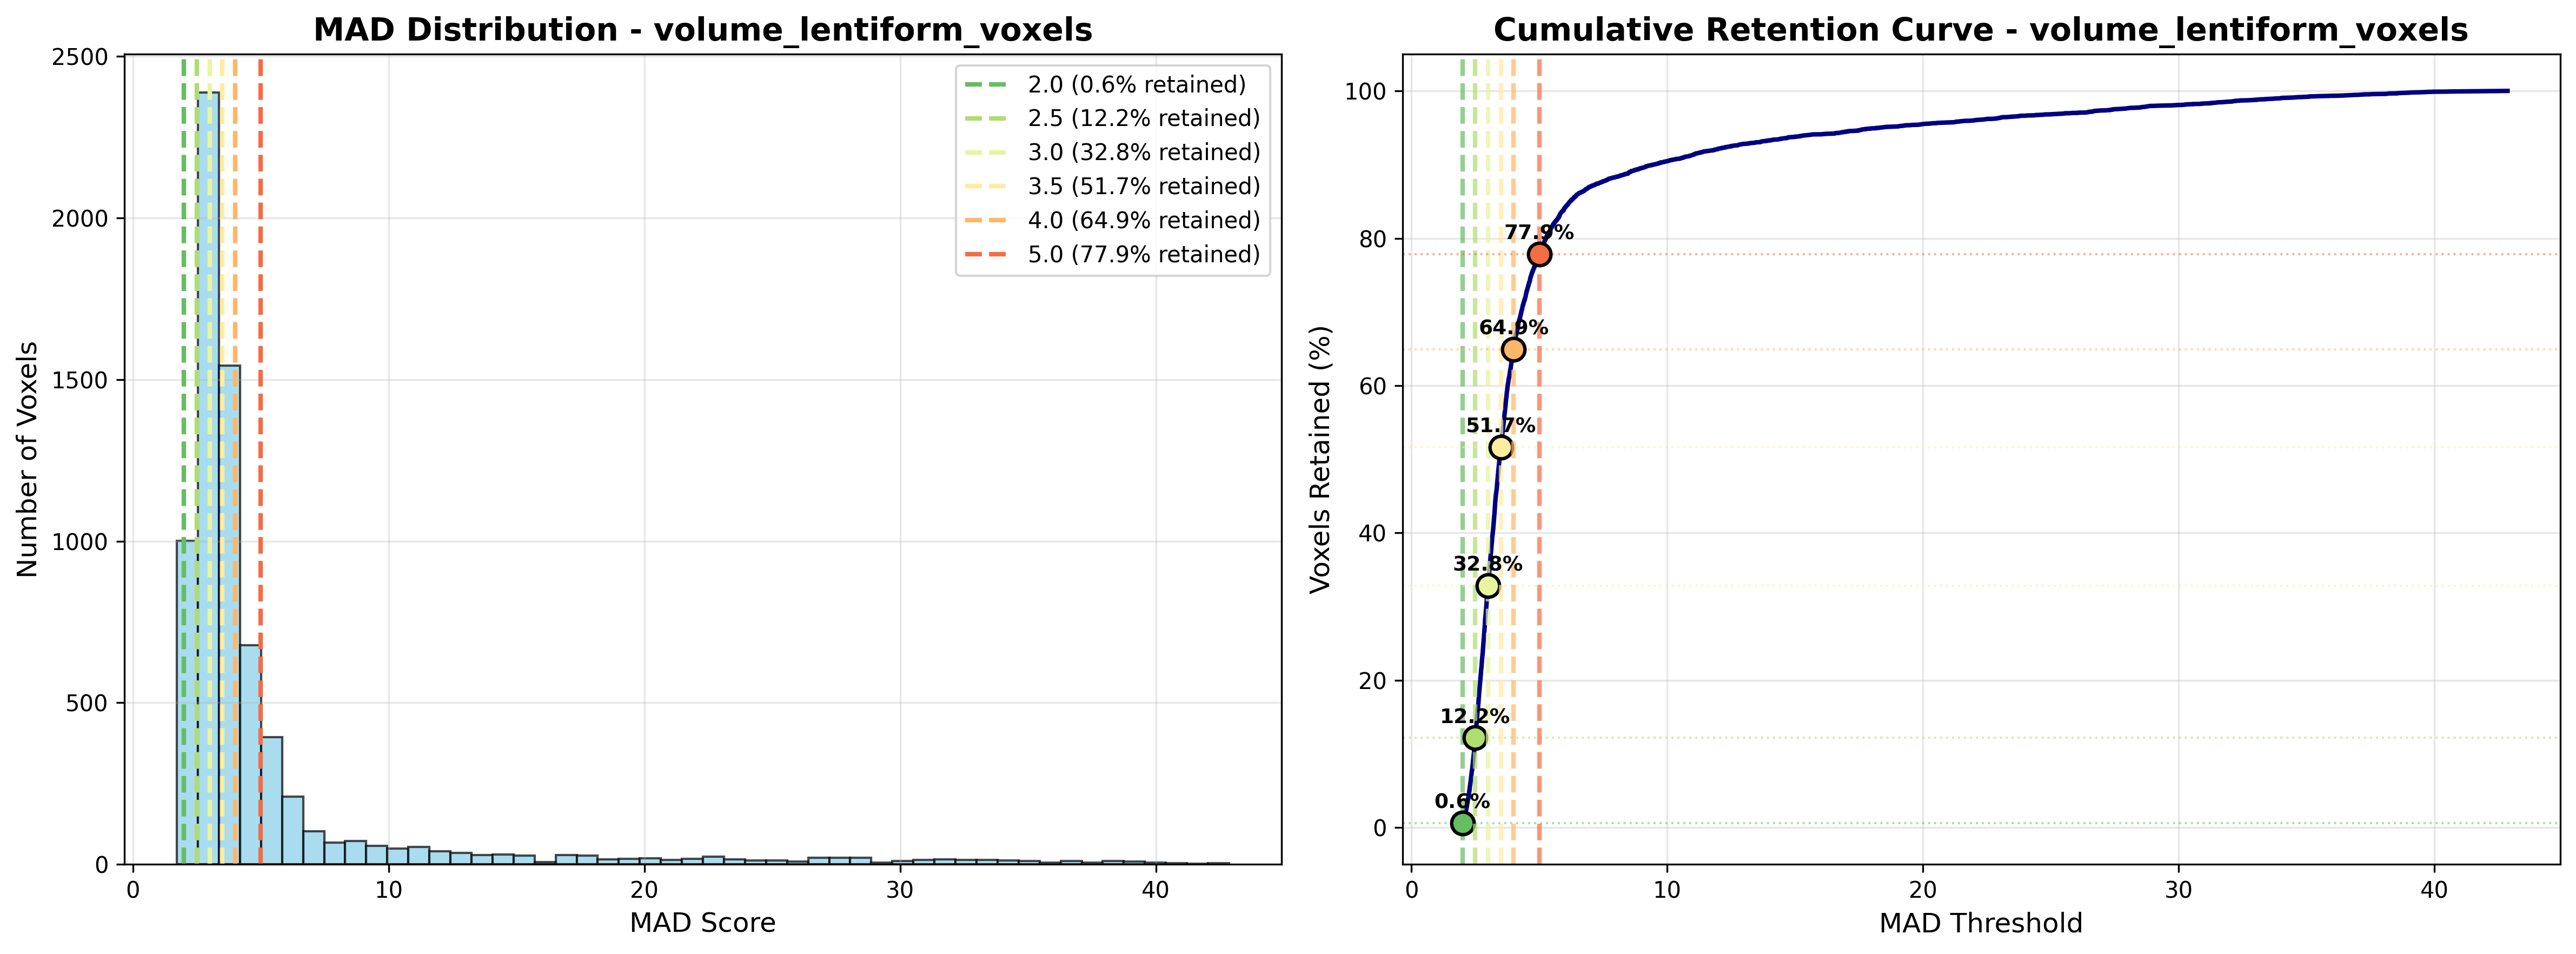 MAD Distribution - volume_lentiform_voxels
Number of Voxels
2500
2000
1500
1000
500
0
0 10 20 30 40
MAD Score
2.0 (0.6% retained)
2.5 (12.2% retained)
3.0 (32.8% retained)
3.5 (51.7% retained)
4.0 (64.9% retained)
5.0 (77.9% retained)
Cumulative Retention Curve - volume_lentiform_voxels
Voxels Retained (%)
100
80
60
40
20
0
77.9%
64.9%
51.7%
32.8%
12.2%
0.6%
0 10 20 30 40
MAD Threshold